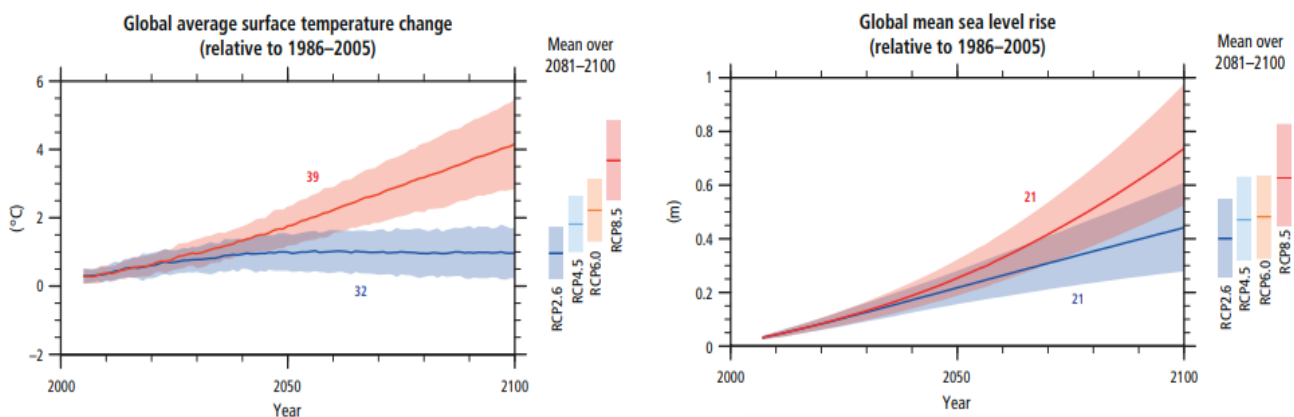 Global average surface temperature change
(relative to 1986–2005)
Mean over
2081–2100
6
4
2
0
−2
(°C)
39
32
2000
2050
2100
Year
RCP2.6
RCP4.5
RCP6.0
RCP8.5
Global mean sea level rise
(relative to 1986–2005)
Mean over
2081–2100
1
0.8
0.6
0.4
0.2
0
(m)
21
21
2000
2050
2100
Year
RCP2.6
RCP4.5
RCP6.0
RCP8.5